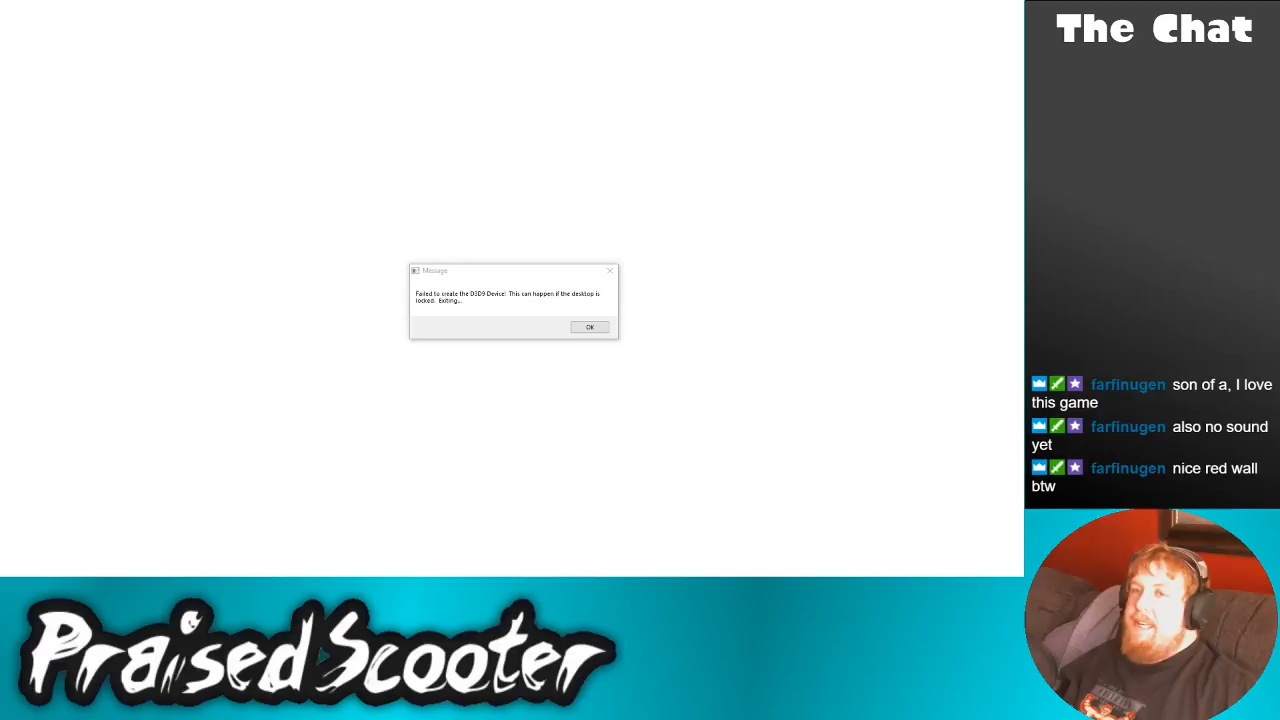 The Chat
Message
Failed to create the D3D9 Device! This can happen if the desktop is
locked. Exiting...
OK
farfinugen son of a, I love
this game
farfinugen also no sound
yet
farfinugen nice red wall
btw
PraisedScooter